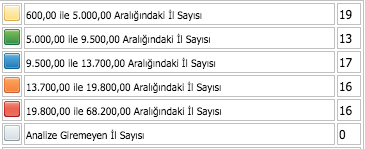 600,00 ile 5.000,00 Aralığındaki İl Sayısı 19
5.000,00 ile 9.500,00 Aralığındaki İl Sayısı 13
9.500,00 ile 13.700,00 Aralığındaki İl Sayısı 17
13.700,00 ile 19.800,00 Aralığındaki İl Sayısı 16
19.800,00 ile 68.200,00 Aralığındaki İl Sayısı 16
Analize Giremeyen İl Sayısı 0